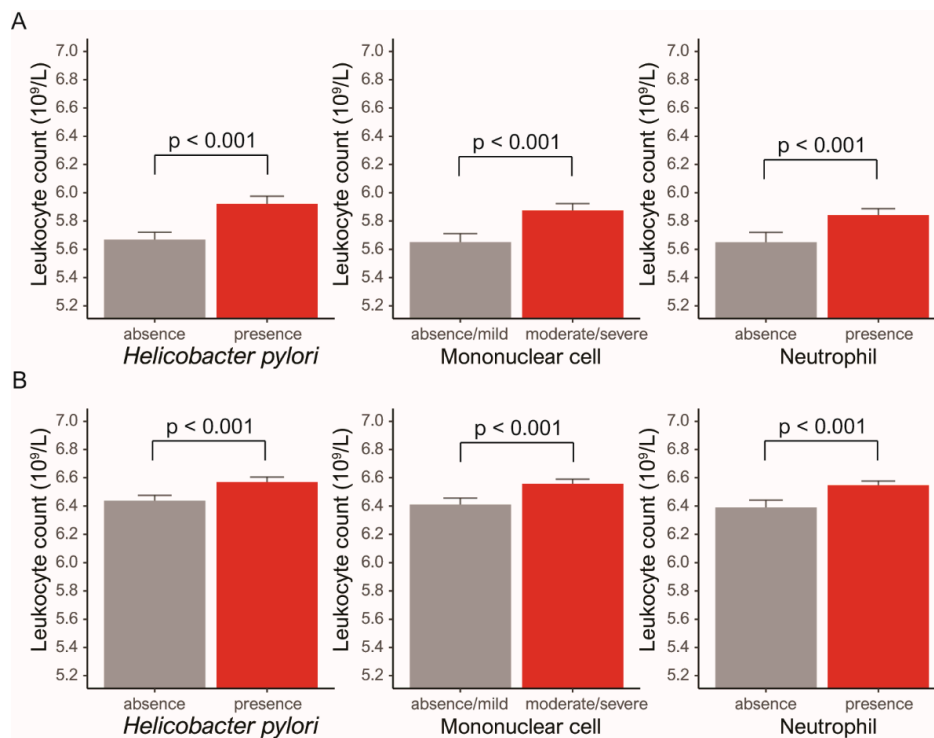 A
Leukocyte count (10⁹/L)
7.0
6.8
6.6
6.4
6.2
6.0
5.8
5.6
5.4
5.2
p < 0.001
absence presence
Helicobacter pylori
Leukocyte count (10⁹/L)
7.0
6.8
6.6
6.4
6.2
6.0
5.8
5.6
5.4
5.2
p < 0.001
absence/mild moderate/severe
Mononuclear cell
Leukocyte count (10⁹/L)
7.0
6.8
6.6
6.4
6.2
6.0
5.8
5.6
5.4
5.2
p < 0.001
absence presence
Neutrophil
B
Leukocyte count (10⁹/L)
7.0
6.8
6.6
6.4
6.2
6.0
5.8
5.6
5.4
5.2
p < 0.001
absence presence
Helicobacter pylori
Leukocyte count (10⁹/L)
7.0
6.8
6.6
6.4
6.2
6.0
5.8
5.6
5.4
5.2
p < 0.001
absence/mild moderate/severe
Mononuclear cell
Leukocyte count (10⁹/L)
7.0
6.8
6.6
6.4
6.2
6.0
5.8
5.6
5.4
5.2
p < 0.001
absence presence
Neutrophil